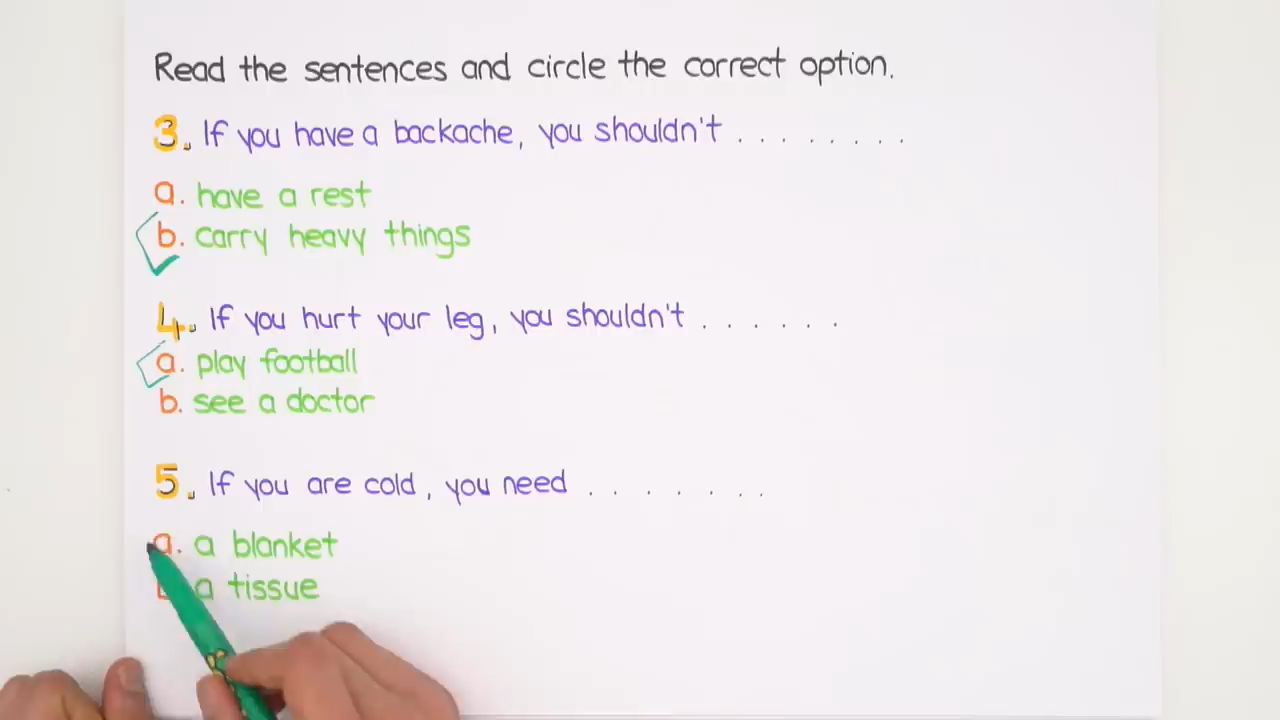 Read the sentences and circle the correct option.
3. If you have a backache, you shouldn't . . . . . . . .
a. have a rest
b. carry heavy things
4. If you hurt your leg, you shouldn't . . . . . .
a. play football
b. see a doctor
5. If you are cold, you need . . . . . . .
a. a blanket
a tissue